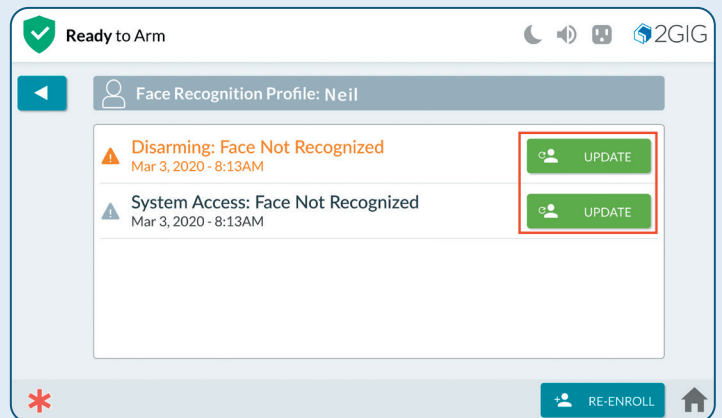 Ready to Arm
2GIG
Face Recognition Profile: Neil
Disarming: Face Not Recognized
Mar 3, 2020 - 8:13AM
UPDATE
System Access: Face Not Recognized
Mar 3, 2020 - 8:13AM
UPDATE
RE-ENROLL